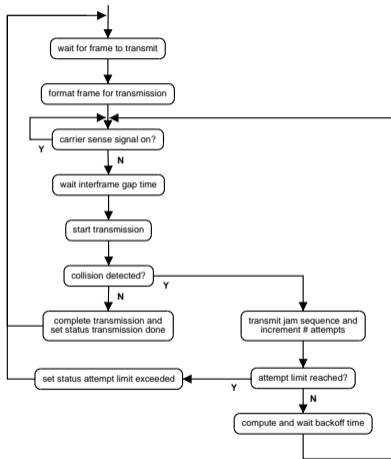 wait for frame to transmit
format frame for transmission
carrier sense signal on?
Y
N
wait interframe gap time
start transmission
collision detected?
Y
N
complete transmission and
set status transmission done
transmit jam sequence and
increment # attempts
set status attempt limit exceeded
attempt limit reached?
Y
N
compute and wait backoff time